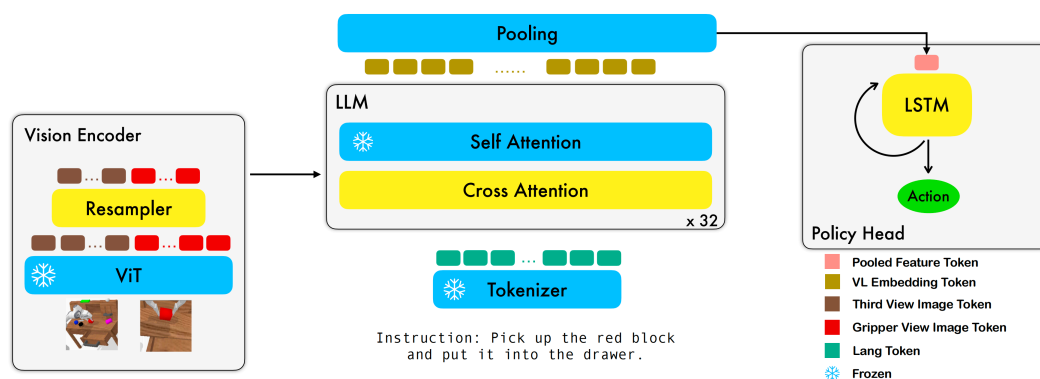 Pooling
......
LLM
Self Attention
Cross Attention
x 32
Vision Encoder
... ...
Resampler
... ...
ViT
...
Tokenizer
Instruction: Pick up the red block
and put it into the drawer.
LSTM
Action
Policy Head
Pooled Feature Token
VL Embedding Token
Third View Image Token
Gripper View Image Token
Lang Token
Frozen